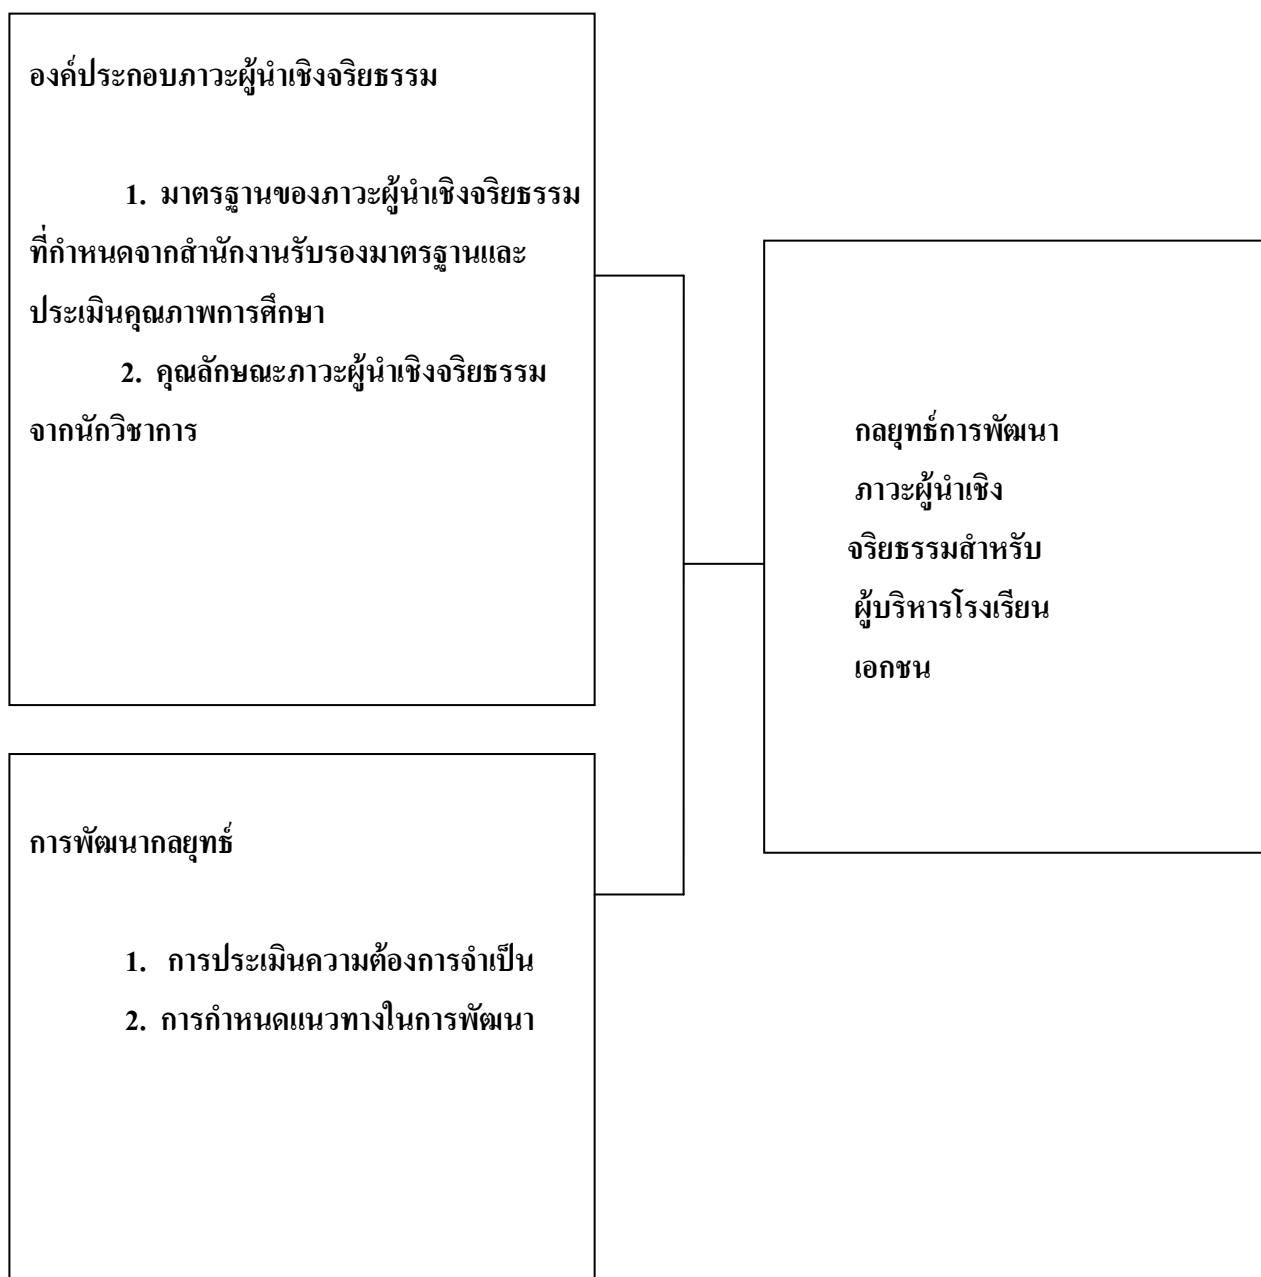 องค์ประกอบภาวะผู้นำเชิงจริยธรรม
1. มาตรฐานของภาวะผู้นำเชิงจริยธรรม
ที่กำหนดจากสำนักงานรับรองมาตรฐานและ
ประเมินคุณภาพการศึกษา
2. คุณลักษณะภาวะผู้นำเชิงจริยธรรม
จากนักวิชาการ
การพัฒนากลยุทธ์
1. การประเมินความต้องการจำเป็น
2. การกำหนดแนวทางในการพัฒนา
กลยุทธ์การพัฒนา
ภาวะผู้นำเชิง
จริยธรรมสำหรับ
ผู้บริหารโรงเรียน
เอกชน